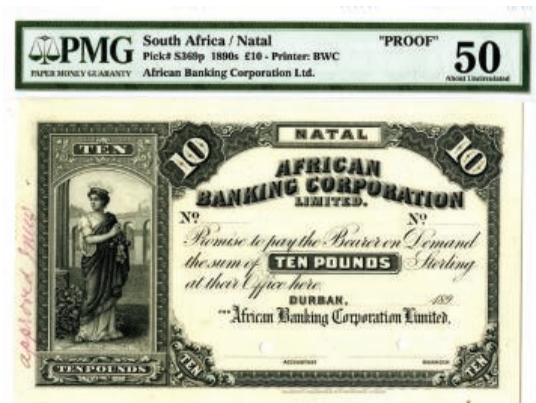 PMG
PAPER MONEY GUARANTY
South Africa / Natal
Pick# S369p 1890s £10 - Printer: BWC
African Banking Corporation Ltd.
"PROOF"
50
About Uncirculated
NATAL
TEN
10
10
AFRICAN
BANKING CORPORATION
LIMITED.
Nº
Nº
Promise to pay the Bearer on Demand
the sum of TEN POUNDS Sterling
at their Office here.
DURBAN, 189
FOR African Banking Corporation Limited.
approved
TEN POUNDS
TEN
ACCOUNTANT
MANAGER
TEN